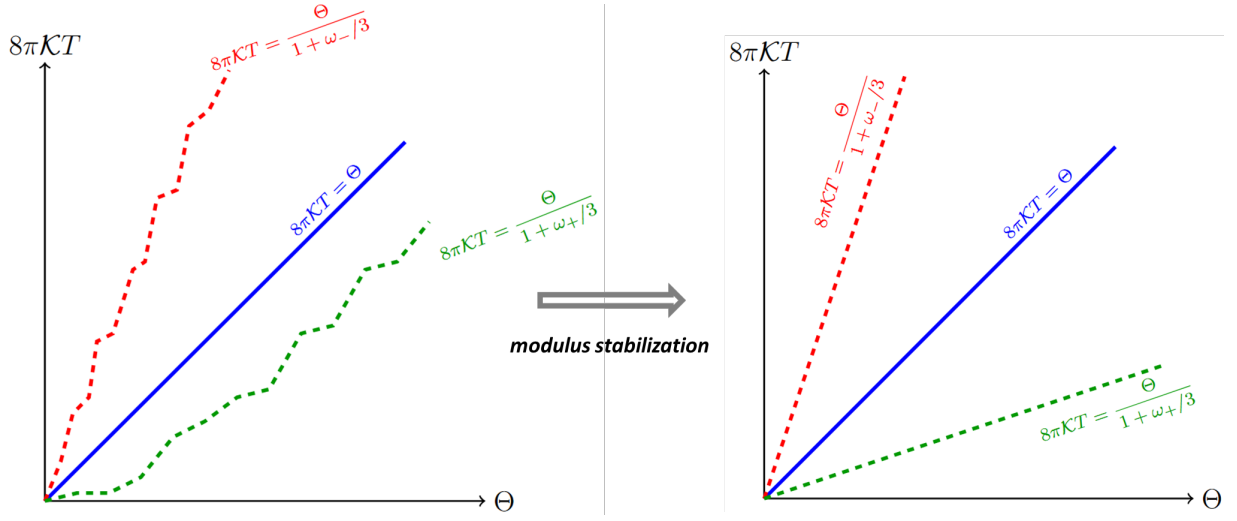 8π𝒦T
8π𝒦T = Θ / (1 + ω₋/3)
8π𝒦T = Θ
8π𝒦T = Θ / (1 + ω₊/3)
Θ
modulus stabilization
8π𝒦T
8π𝒦T = Θ / (1 + ω₋/3)
8π𝒦T = Θ
8π𝒦T = Θ / (1 + ω₊/3)
Θ